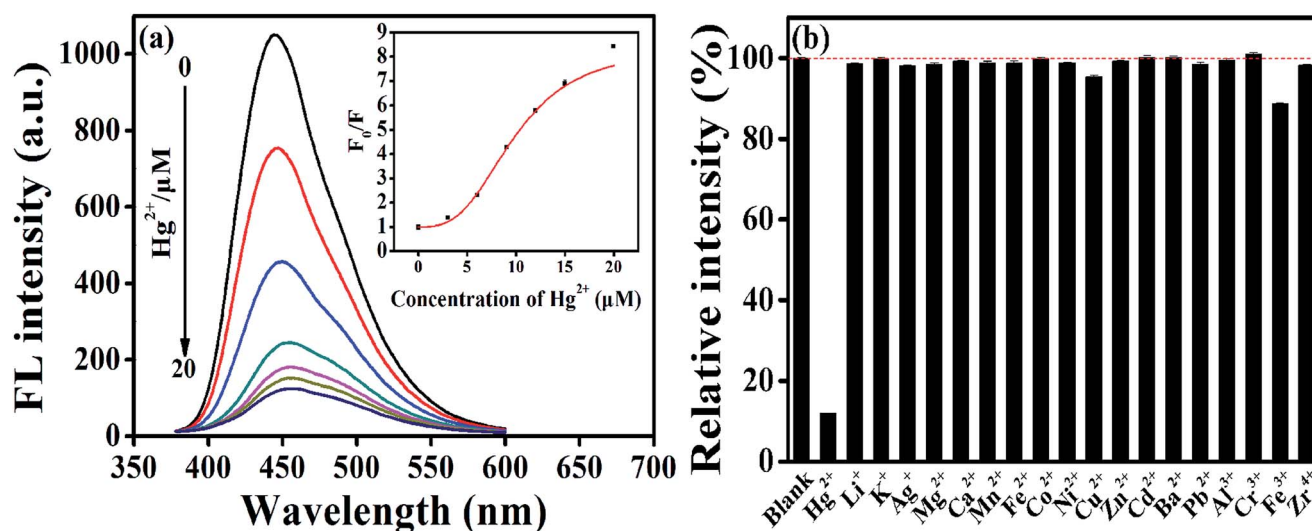 (a)
FL intensity (a.u.)
1000
800
600
400
200
0
0
Hg²⁺/µM
20
350 400 450 500 550 600 650 700
Wavelength (nm)
F₀/F
9
8
7
6
5
4
3
2
1
0
0 5 10 15 20
Concentration of Hg²⁺ (µM)
(b)
Relative intensity (%)
100
80
60
40
20
0
Blank
Hg²⁺
Li⁺
K⁺
Ag⁺
Mg²⁺
Ca²⁺
Mn²⁺
Fe²⁺
Co²⁺
Ni²⁺
Cu²⁺
Zn²⁺
Cd²⁺
Ba²⁺
Pb²⁺
Al³⁺
Cr³⁺
Fe³⁺
Zr⁴⁺